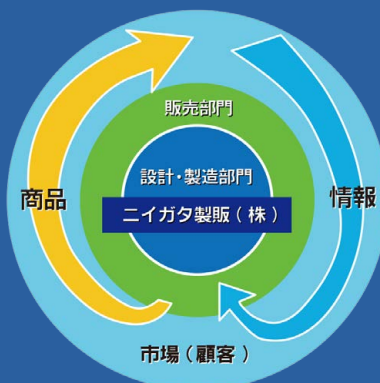 販売部門
設計・製造部門
商品
ニイガタ製販(株)
情報
市場(顧客)